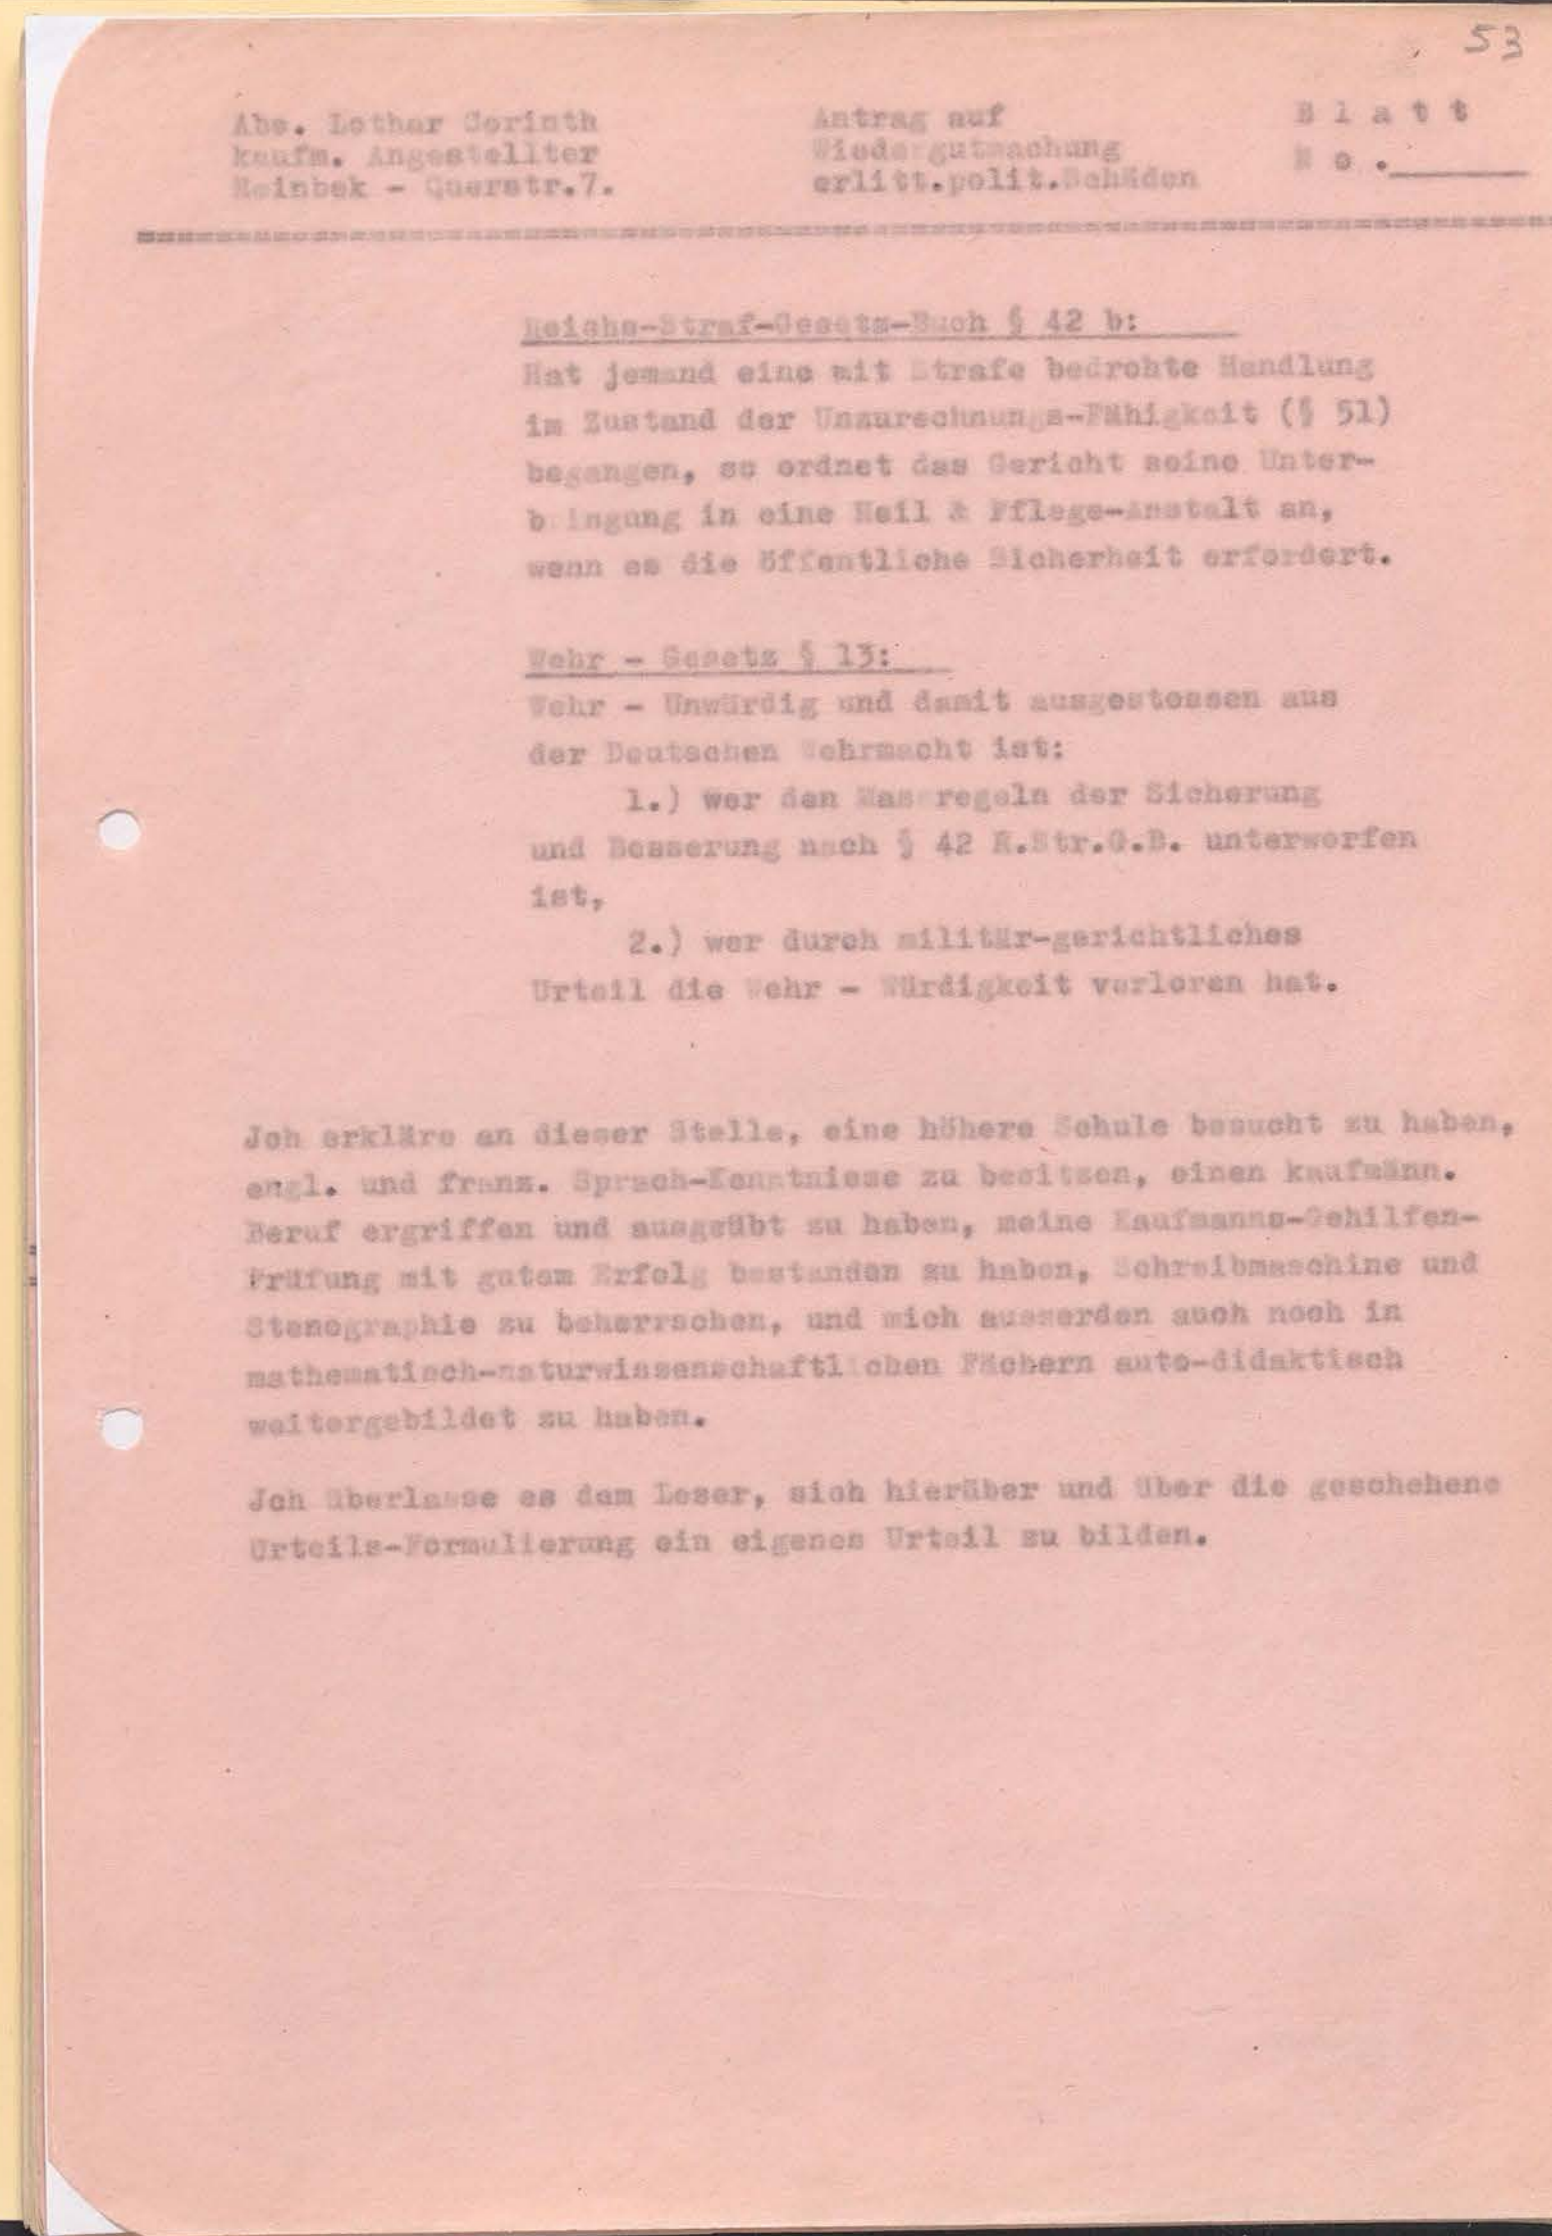 53
Abs. Lothar Corinth
kaufm. Angestellter
Reinbek - Querstr.7.
Antrag auf
Wiedergutmachung
erlitt.polit.Schäden
B l a t t
N o .
Reichs-Straf-Gesetz-Buch § 42 b:
Hat jemand eine mit Strafe bedrohte Handlung
im Zustand der Unzurechnungs-Fähigkeit (§ 51)
begangen, so ordnet das Gericht seine Unter-
bringung in eine Heil & Pflege-Anstalt an,
wenn es die öffentliche Sicherheit erfordert.
Wehr - Gesetz § 13:
Wehr - Unwürdig und damit ausgestossen aus
der Deutschen Wehrmacht ist:
1.) wer den Massregeln der Sicherung
und Besserung nach § 42 R.Str.G.B. unterworfen
ist,
2.) wer durch militär-gerichtliches
Urteil die Wehr - Würdigkeit verloren hat.
Jch erkläre an dieser Stelle, eine höhere Schule besucht zu haben,
engl. und franz. Sprach-Kenntnisse zu besitzen, einen kaufmänn.
Beruf ergriffen und ausgeübt zu haben, meine Kaufmanns-Gehilfen-
Prüfung mit gutem Erfolg bestanden zu haben, Schreibmaschine und
Stenographie zu beherrschen, und mich ausserdem auch noch in
mathematisch-naturwissenschaftlichen Fächern auto-didaktisch
weitergebildet zu haben.
Jch überlasse es dem Leser, sich hierüber und über die geschehene
Urteils-Formulierung ein eigenes Urteil zu bilden.